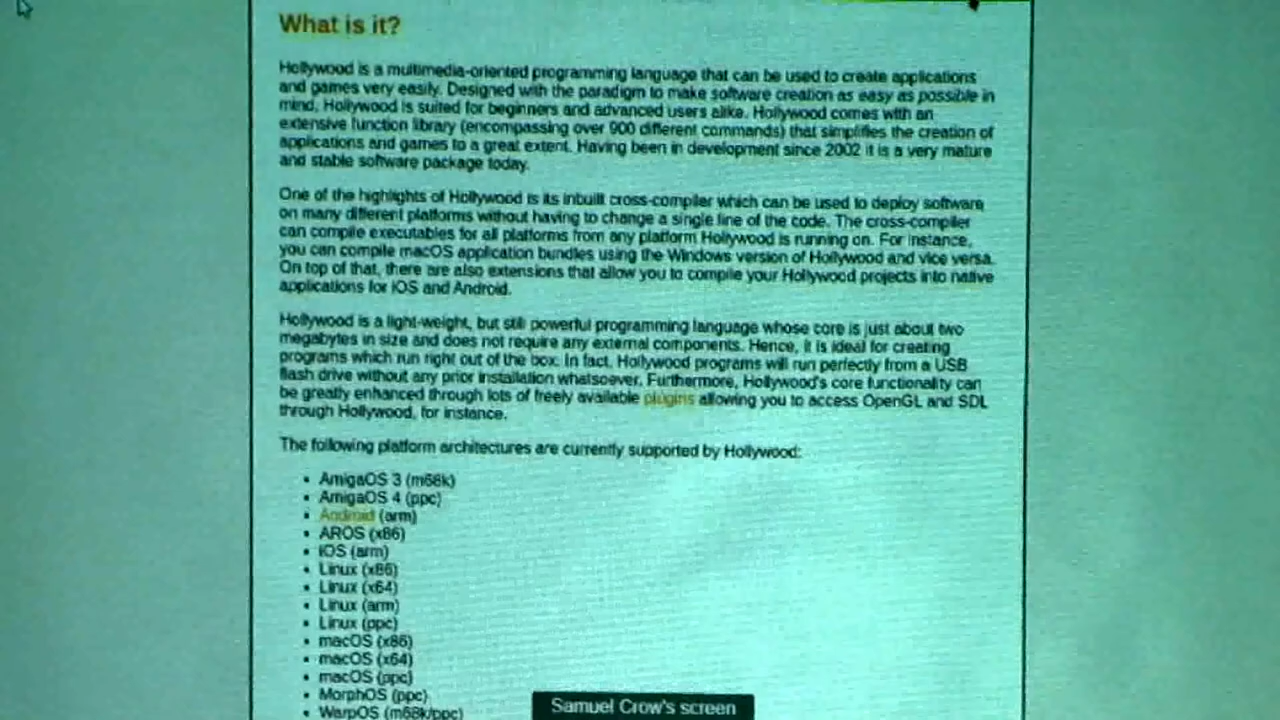 What is it?
Hollywood is a multimedia-oriented programming language that can be used to create applications
and games very easily. Designed with the paradigm to make software creation as easy as possible in
mind, Hollywood is suited for beginners and advanced users alike. Hollywood comes with an
extensive function library (encompassing over 900 different commands) that simplifies the creation of
applications and games to a great extent. Having been in development since 2002 it is a very mature
and stable software package today.
One of the highlights of Hollywood is its inbuilt cross-compiler which can be used to deploy software
on many different platforms without having to change a single line of the code. The cross-compiler
can compile executables for all platforms from any platform Hollywood is running on. For instance,
you can compile macOS application bundles using the Windows version of Hollywood and vice versa.
On top of that, there are also extensions that allow you to compile your Hollywood projects into native
applications for iOS and Android.
Hollywood is a light-weight, but still powerful programming language whose core is just about two
megabytes in size and does not require any external components. Hence, it is ideal for creating
programs which run right out of the box. In fact, Hollywood programs will run perfectly from a USB
flash drive without any prior installation whatsoever. Furthermore, Hollywood's core functionality can
be greatly enhanced through lots of freely available plugins allowing you to access OpenGL and SDL
through Hollywood, for instance.
The following platform architectures are currently supported by Hollywood:
• AmigaOS 3 (m68k)
• AmigaOS 4 (ppc)
• Android (arm)
• AROS (x86)
• iOS (arm)
• Linux (x86)
• Linux (x64)
• Linux (arm)
• Linux (ppc)
• macOS (x86)
• macOS (x64)
• macOS (ppc)
• MorphOS (ppc)
• WarpOS (m68k/ppc)
Samuel Crow's screen